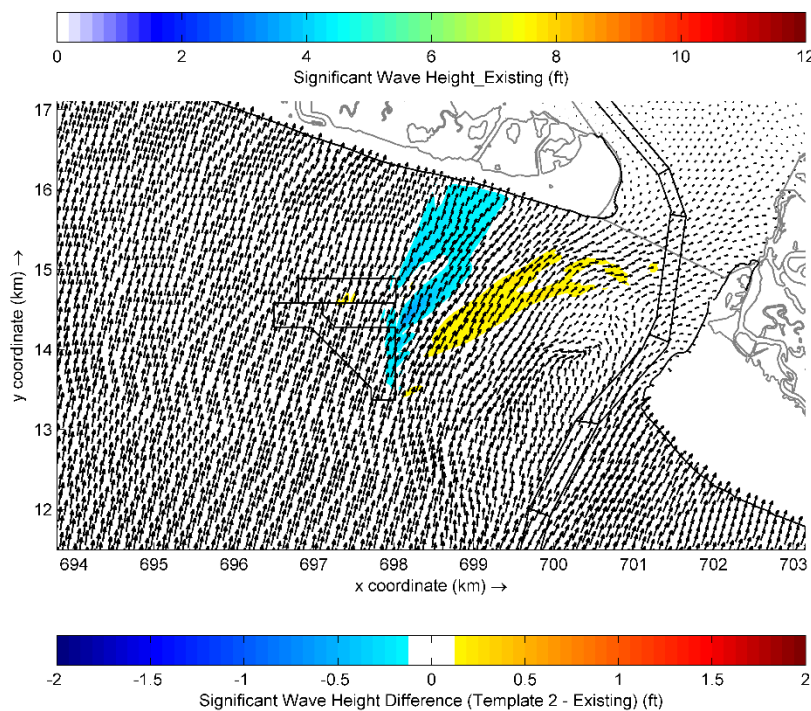 0 2 4 6 8 10 12
Significant Wave Height_Existing (ft)
17
16
15
14
13
12
y coordinate (km) →
694 695 696 697 698 699 700 701 702 703
x coordinate (km) →
-2 -1.5 -1 -0.5 0 0.5 1 1.5 2
Significant Wave Height Difference (Template 2 - Existing) (ft)